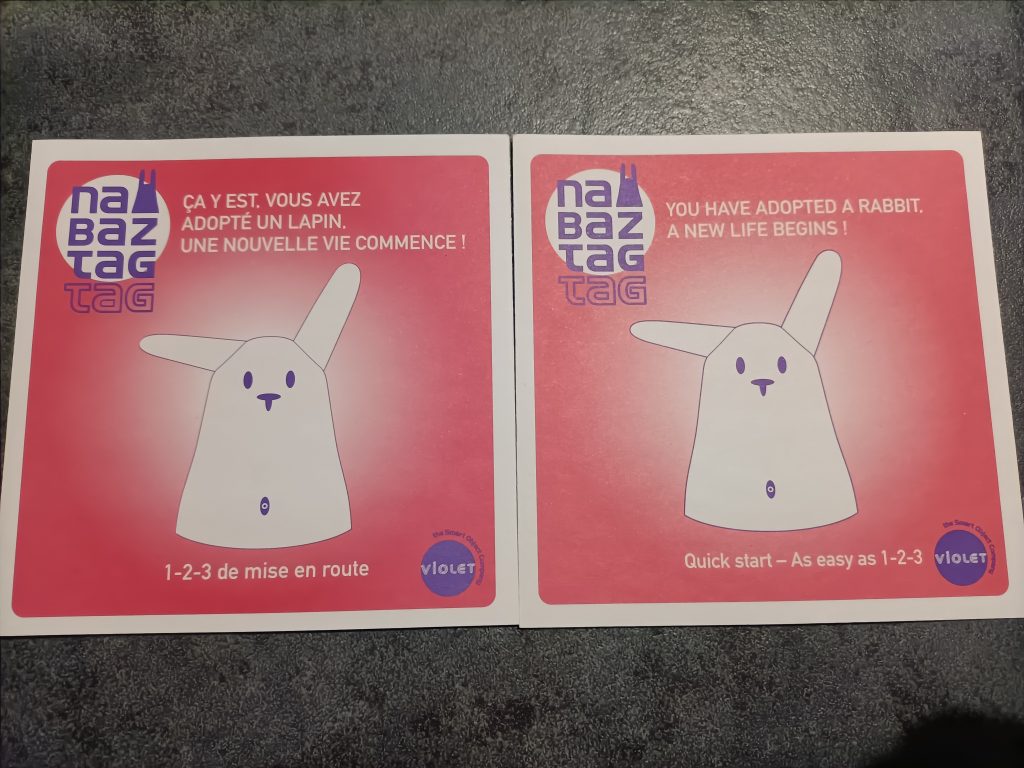 na
BAZ
TAG
TAG
ÇA Y EST, VOUS AVEZ
ADOPTÉ UN LAPIN.
UNE NOUVELLE VIE COMMENCE !
1-2-3 de mise en route
the Smart Object Company
VIOLET
na
BAZ
TAG
TAG
YOU HAVE ADOPTED A RABBIT,
A NEW LIFE BEGINS !
Quick start – As easy as 1-2-3
the Smart Object Company
VIOLET